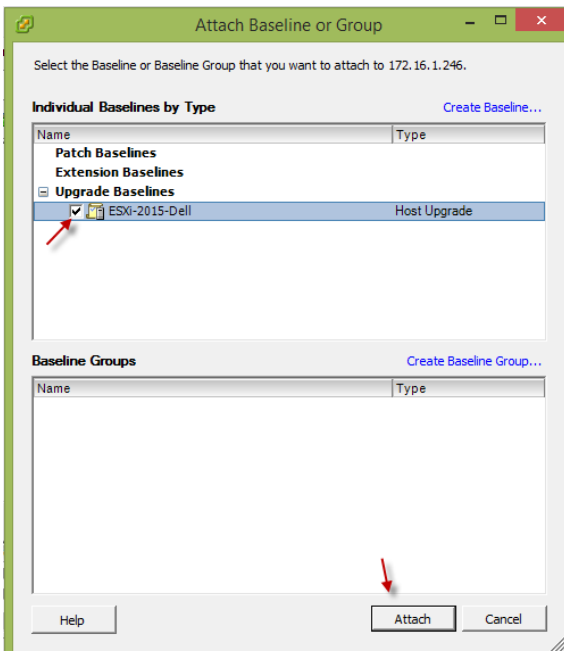 Attach Baseline or Group
Select the Baseline or Baseline Group that you want to attach to 172.16.1.246.
Individual Baselines by Type Create Baseline...
Name Type
Patch Baselines
Extension Baselines
Upgrade Baselines
ESXi-2015-Dell Host Upgrade
Baseline Groups Create Baseline Group...
Name Type
Help Attach Cancel